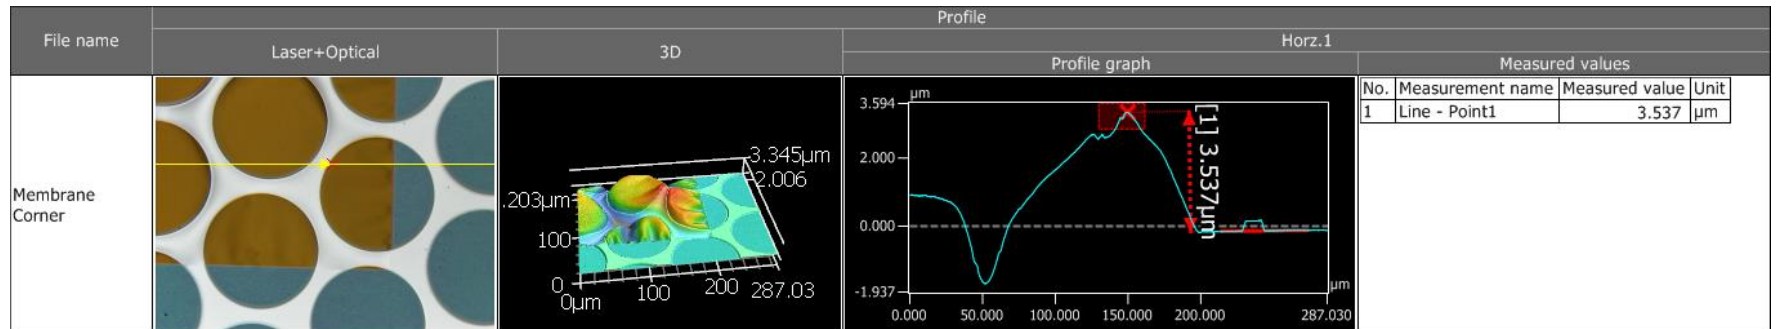 Profile
File name
Laser+Optical
3D
Horz.1
Profile graph
Measured values
Membrane
Corner
3.345µm
2.006
.203µm
100
0
0µm
100
200
287.03
µm
3.594
2.000
0.000
-1.937
[1] 3.537µm
µm
0.000
50.000
100.000
150.000
200.000
287.030
No. Measurement name Measured value Unit
1 Line - Point1 3.537 µm